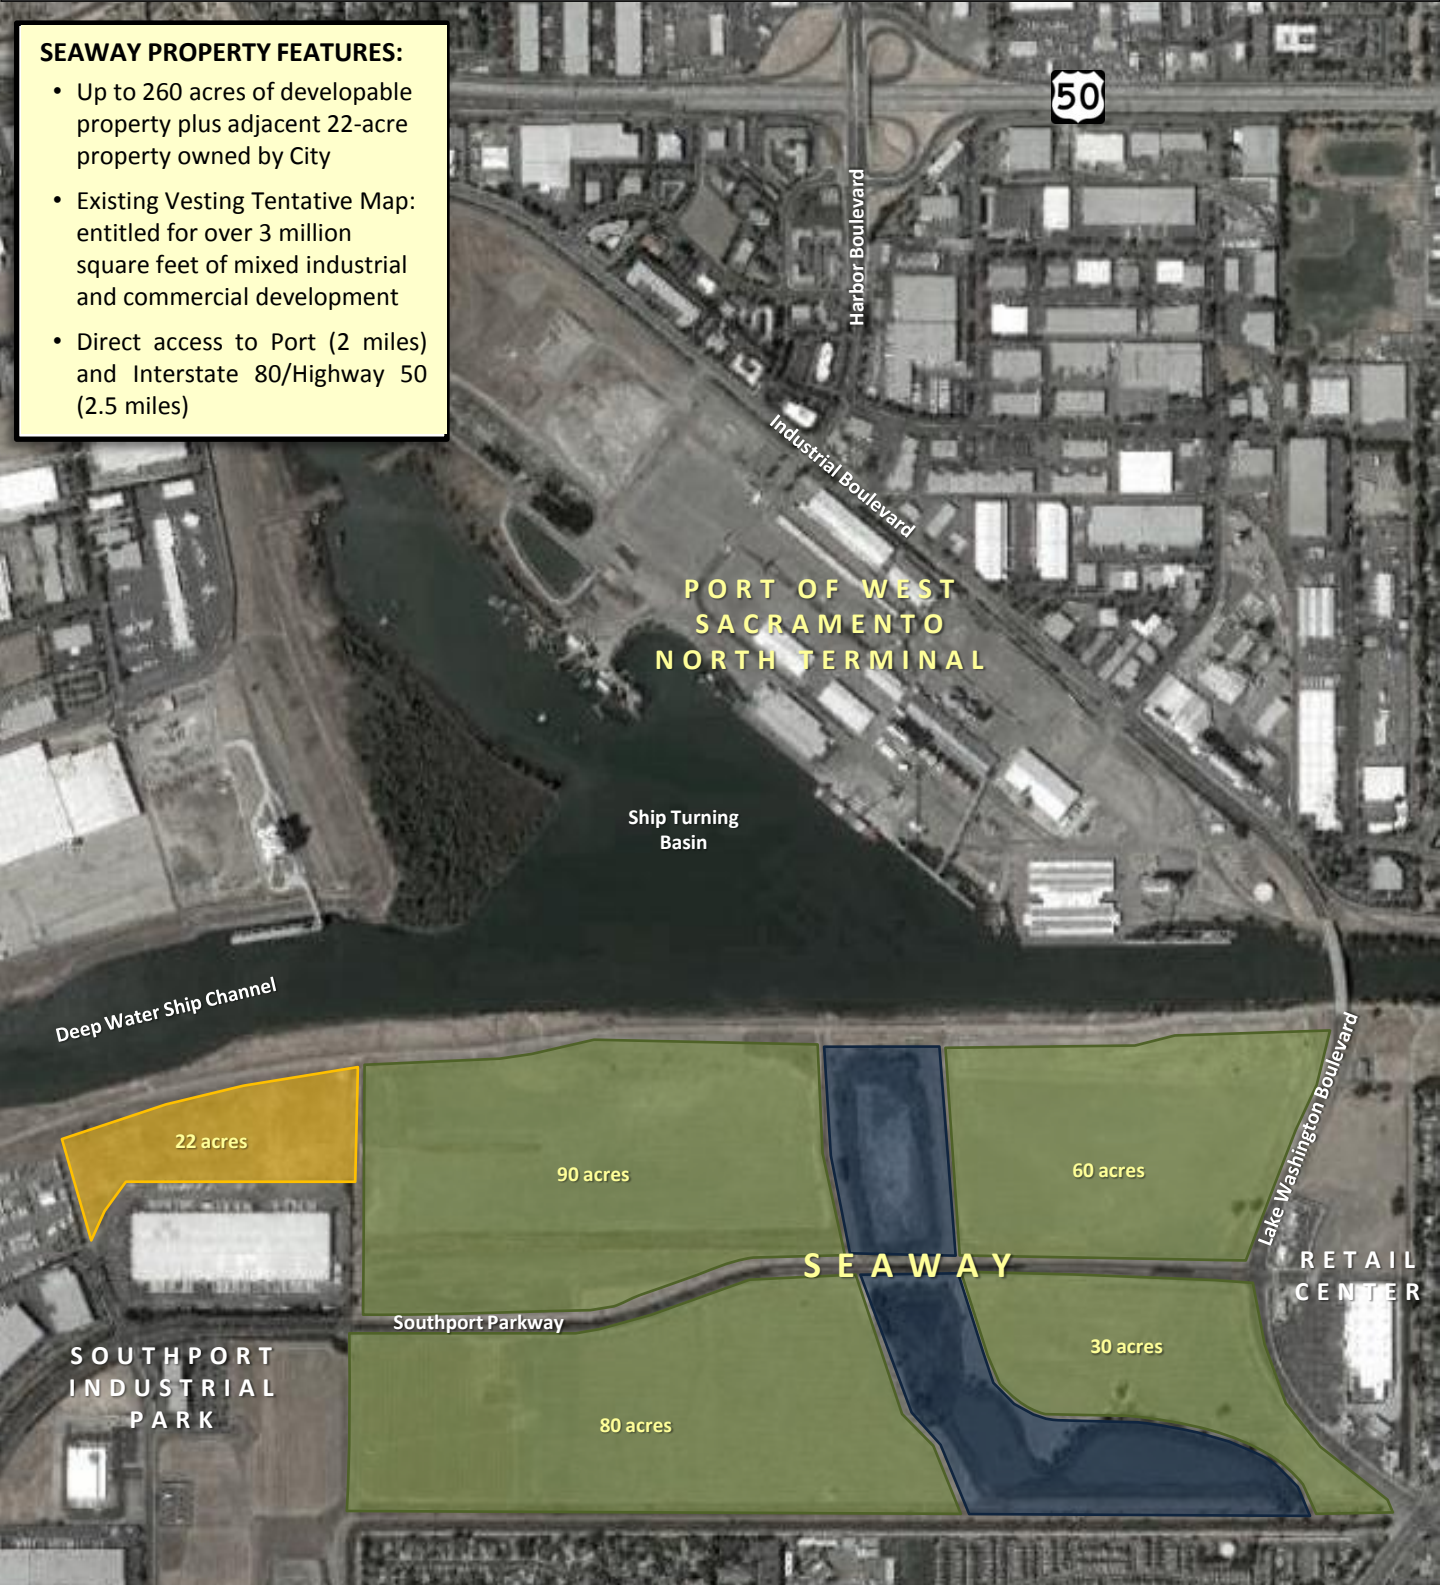 SEAWAY PROPERTY FEATURES:
• Up to 260 acres of developable
property plus adjacent 22-acre
property owned by City
• Existing Vesting Tentative Map:
entitled for over 3 million
square feet of mixed industrial
and commercial development
• Direct access to Port (2 miles)
and Interstate 80/Highway 50
(2.5 miles)
50
Harbor Boulevard
Industrial Boulevard
PORT OF WEST
SACRAMENTO
NORTH TERMINAL
Ship Turning
Basin
Deep Water Ship Channel
Lake Washington Boulevard
22 acres
90 acres
60 acres
SEAWAY
RETAIL
CENTER
Southport Parkway
SOUTHPORT
INDUSTRIAL
PARK
30 acres
80 acres